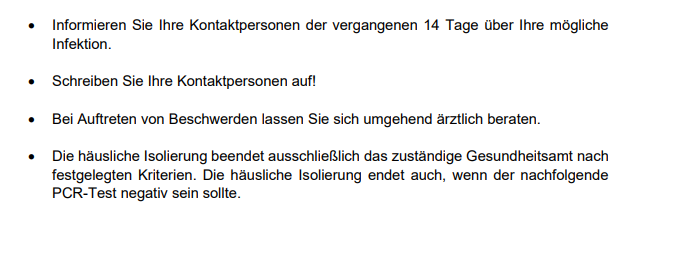 • Informieren Sie Ihre Kontaktpersonen der vergangenen 14 Tage über Ihre mögliche
Infektion.
• Schreiben Sie Ihre Kontaktpersonen auf!
• Bei Auftreten von Beschwerden lassen Sie sich umgehend ärztlich beraten.
• Die häusliche Isolierung beendet ausschließlich das zuständige Gesundheitsamt nach
festgelegten Kriterien. Die häusliche Isolierung endet auch, wenn der nachfolgende
PCR-Test negativ sein sollte.